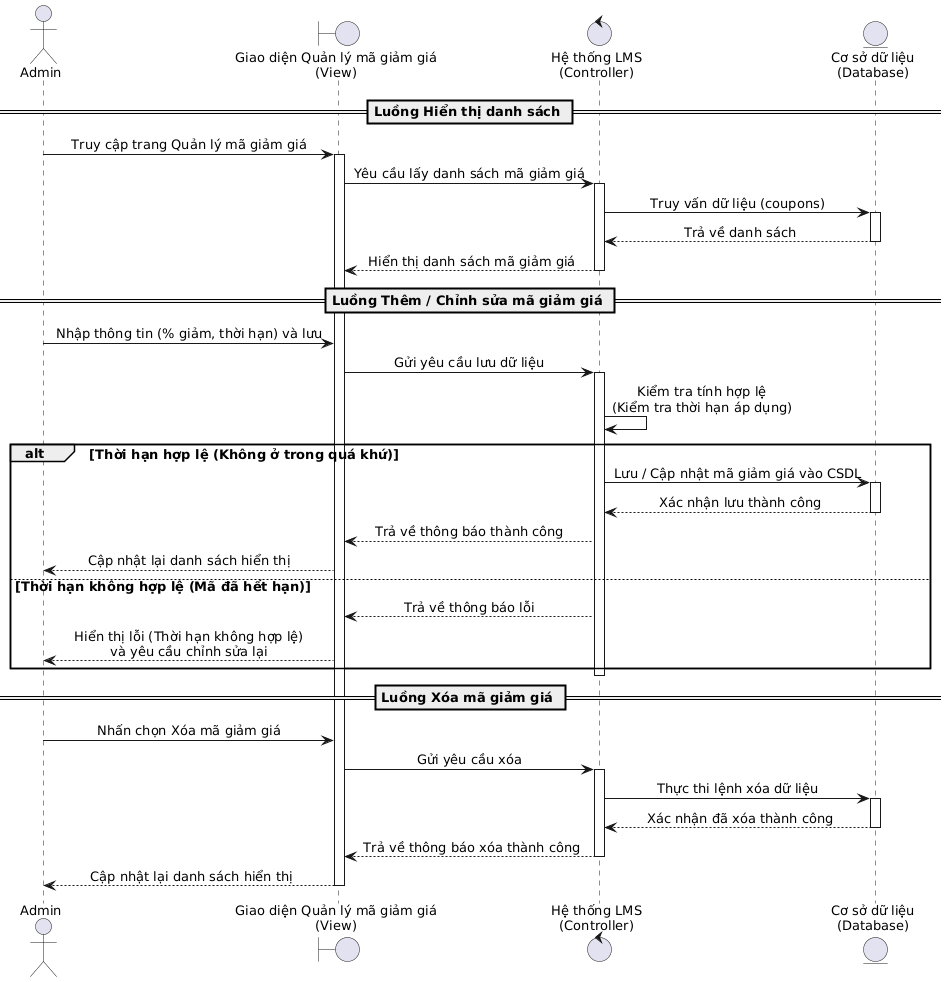 Admin
Giao diện Quản lý mã giảm giá
(View)
Hệ thống LMS
(Controller)
Cơ sở dữ liệu
(Database)
Luồng Hiển thị danh sách
Truy cập trang Quản lý mã giảm giá
Yêu cầu lấy danh sách mã giảm giá
Truy vấn dữ liệu (coupons)
Trả về danh sách
Hiển thị danh sách mã giảm giá
Luồng Thêm / Chỉnh sửa mã giảm giá
Nhập thông tin (% giảm, thời hạn) và lưu
Gửi yêu cầu lưu dữ liệu
Kiểm tra tính hợp lệ
(Kiểm tra thời hạn áp dụng)
alt
[Thời hạn hợp lệ (Không ở trong quá khứ)]
Lưu / Cập nhật mã giảm giá vào CSDL
Xác nhận lưu thành công
Trả về thông báo thành công
Cập nhật lại danh sách hiển thị
[Thời hạn không hợp lệ (Mã đã hết hạn)]
Trả về thông báo lỗi
Hiển thị lỗi (Thời hạn không hợp lệ)
và yêu cầu chỉnh sửa lại
Luồng Xóa mã giảm giá
Nhấn chọn Xóa mã giảm giá
Gửi yêu cầu xóa
Thực thi lệnh xóa dữ liệu
Xác nhận đã xóa thành công
Trả về thông báo xóa thành công
Cập nhật lại danh sách hiển thị
Admin
Giao diện Quản lý mã giảm giá
(View)
Hệ thống LMS
(Controller)
Cơ sở dữ liệu
(Database)